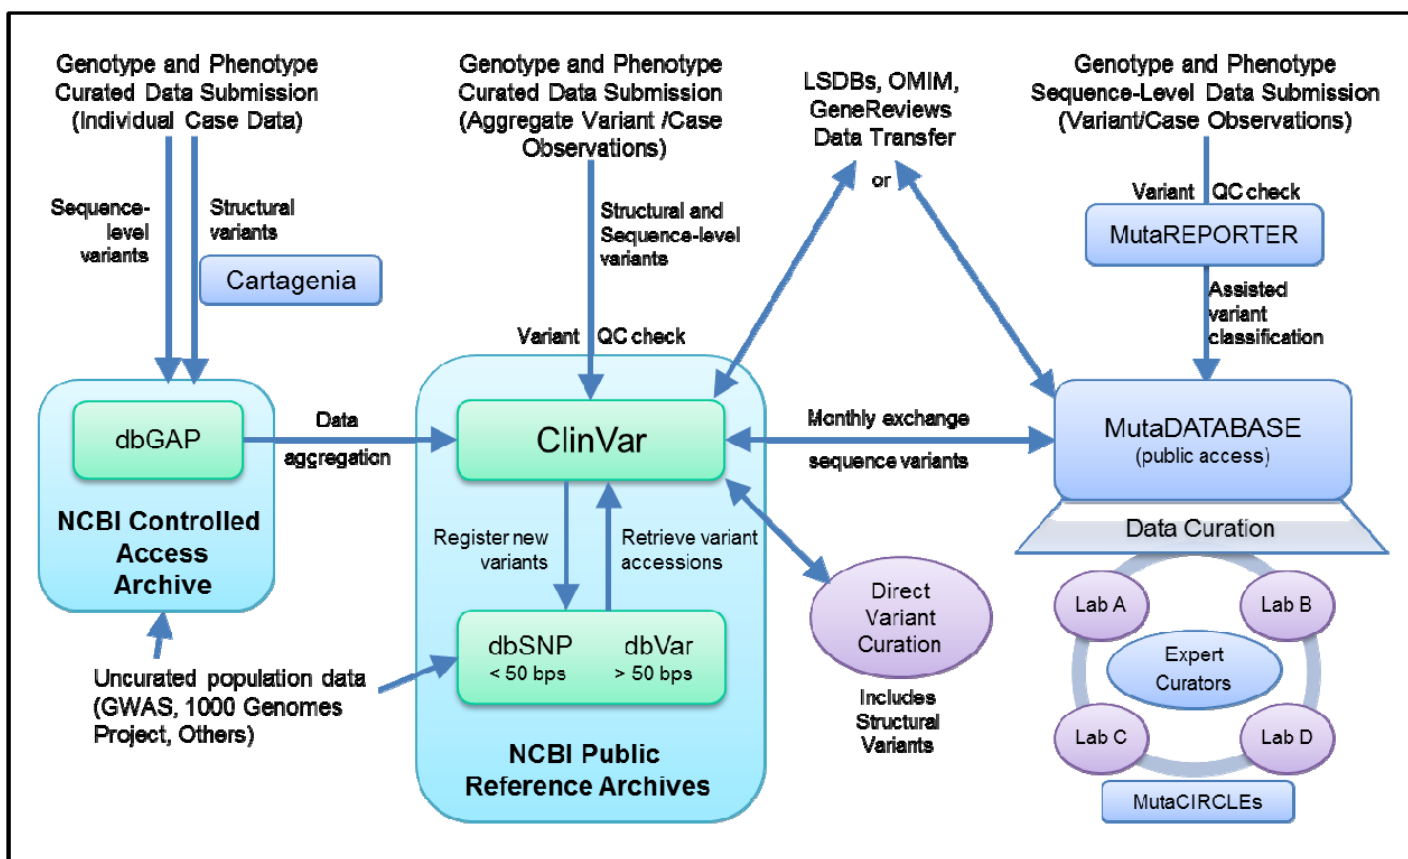 Genotype and Phenotype
Curated Data Submission
(Individual Case Data)
Genotype and Phenotype
Curated Data Submission
(Aggregate Variant /Case
Observations)
LSDBs, OMIM,
GeneReviews
Data Transfer
or
Genotype and Phenotype
Sequence-Level Data Submission
(Variant/Case Observations)
Sequence-
level
variants
Structural
variants
Cartagenia
Structural and
Sequence-level
variants
Variant QC check
Variant QC check
MutaREPORTER
Assisted
variant
classification
dbGAP
NCBI Controlled
Access
Archive
Data
aggregation
ClinVar
Monthly exchange
sequence variants
MutaDATABASE
(public access)
Data Curation
Register new
variants
Retrieve variant
accessions
dbSNP
< 50 bps
dbVar
> 50 bps
NCBI Public
Reference Archives
Direct
Variant
Curation
Includes
Structural
Variants
Uncurated population data
(GWAS, 1000 Genomes
Project, Others)
Lab A
Lab B
Expert
Curators
Lab C
Lab D
MutaCIRCLEs